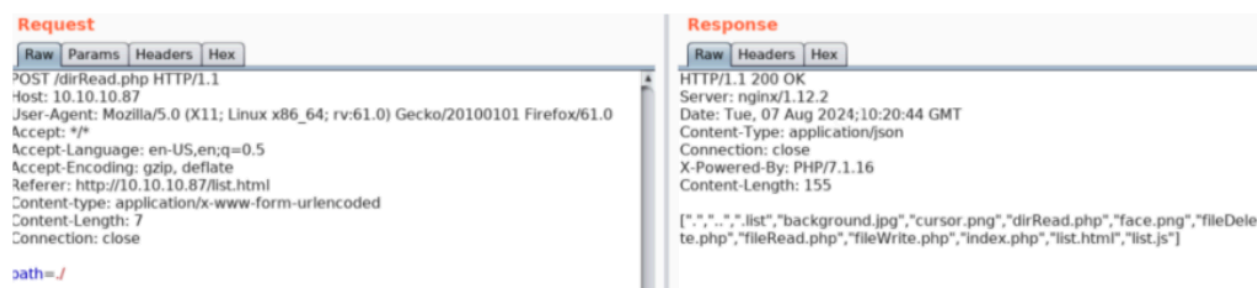 Request
Raw Params Headers Hex
POST /dirRead.php HTTP/1.1
Host: 10.10.10.87
User-Agent: Mozilla/5.0 (X11; Linux x86_64; rv:61.0) Gecko/20100101 Firefox/61.0
Accept: */*
Accept-Language: en-US,en;q=0.5
Accept-Encoding: gzip, deflate
Referer: http://10.10.10.87/list.html
Content-type: application/x-www-form-urlencoded
Content-Length: 7
Connection: close
path=./
Response
Raw Headers Hex
HTTP/1.1 200 OK
Server: nginx/1.12.2
Date: Tue, 07 Aug 2024;10:20:44 GMT
Content-Type: application/json
Connection: close
X-Powered-By: PHP/7.1.16
Content-Length: 155
[".","..",".list","background.jpg","cursor.png","dirRead.php","face.png","fileDele
te.php","fileRead.php","fileWrite.php","index.php","list.html","list.js"]